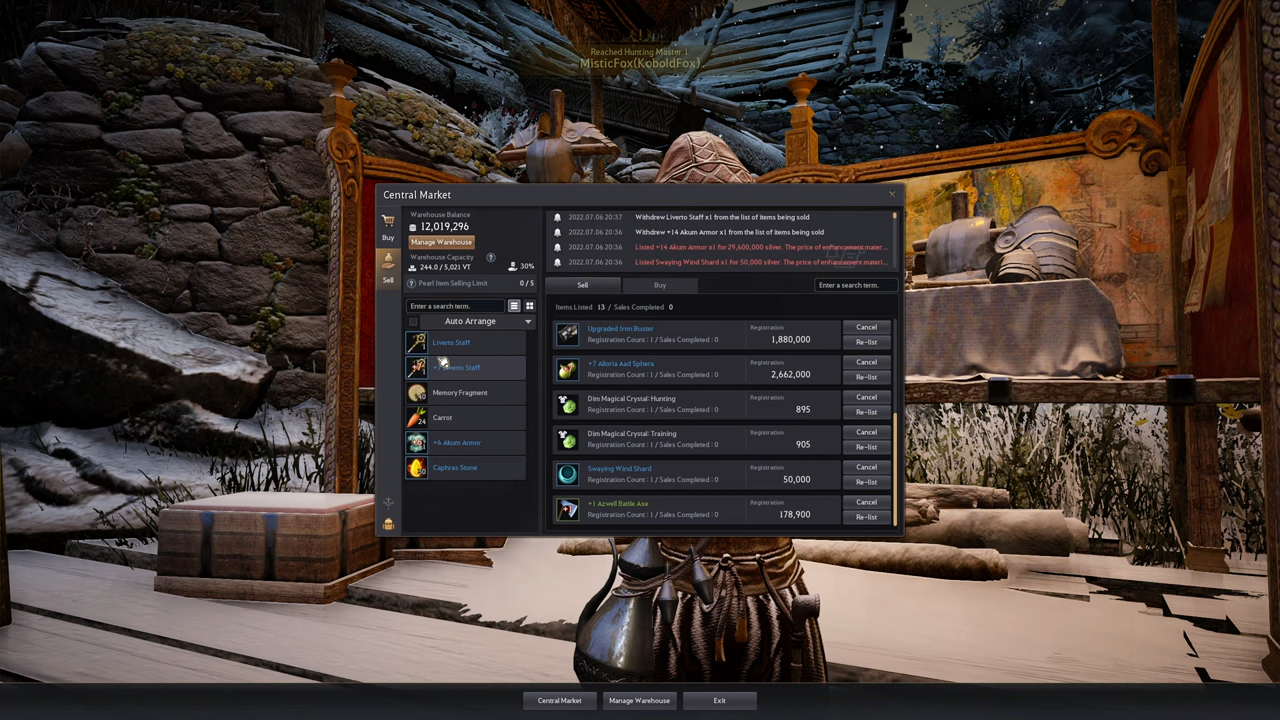 Reached Hunting Master 1
MisticFox(KoboldFox).
Central Market
Buy
Sell
Warehouse Balance
12,019,296
Manage Warehouse
Warehouse Capacity
244.0 / 5,021 VT
30%
Pearl Item Selling Limit
0 / 5
Enter a search term.
Auto Arrange
Liverto Staff
Liverto Staff
Memory Fragment
24
Carrot
+6 Akum Armor
Caphras Stone
2022.07.06 20:37 Withdrew Liverto Staff x1 from the list of items being sold
2022.07.06 20:36 Withdrew +14 Akum Armor x1 from the list of items being sold
2022.07.06 20:36 Listed +14 Akum Armor x1 for 29,600,000 silver. The price of enhancement mater...
2022.07.06 20:36 Listed Swaying Wind Shard x1 for 50,000 silver. The price of enhancement materi...
Sell
Buy
Enter a search term.
Items Listed 13 / Sales Completed 0
Upgraded Iron Buster
Registration Count : 1 / Sales Completed : 0
Registration
1,880,000
Cancel
Re-list
+7 Alloria Aad Sphera
Registration Count : 1 / Sales Completed : 0
Registration
2,662,000
Cancel
Re-list
Dim Magical Crystal: Hunting
Registration Count : 1 / Sales Completed : 0
Registration
895
Cancel
Re-list
Dim Magical Crystal: Training
Registration Count : 1 / Sales Completed : 0
Registration
905
Cancel
Re-list
Swaying Wind Shard
Registration Count : 1 / Sales Completed : 0
Registration
50,000
Cancel
Re-list
+1 Azwell Battle Axe
Registration Count : 1 / Sales Completed : 0
Registration
178,900
Cancel
Re-list
Central Market
Manage Warehouse
Exit